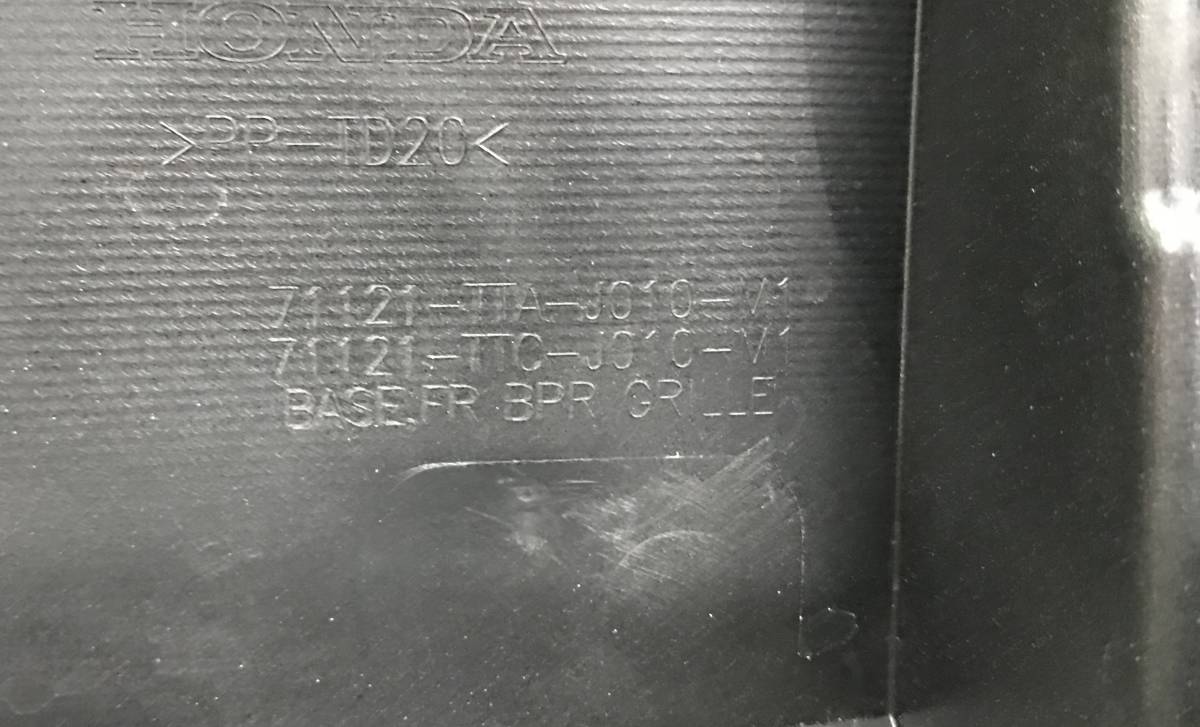 HONDA
>PP-TD20<
71121-TTA-J010-V1
71121-TTC-J010-V1
BASE,FR BPR GRILLE